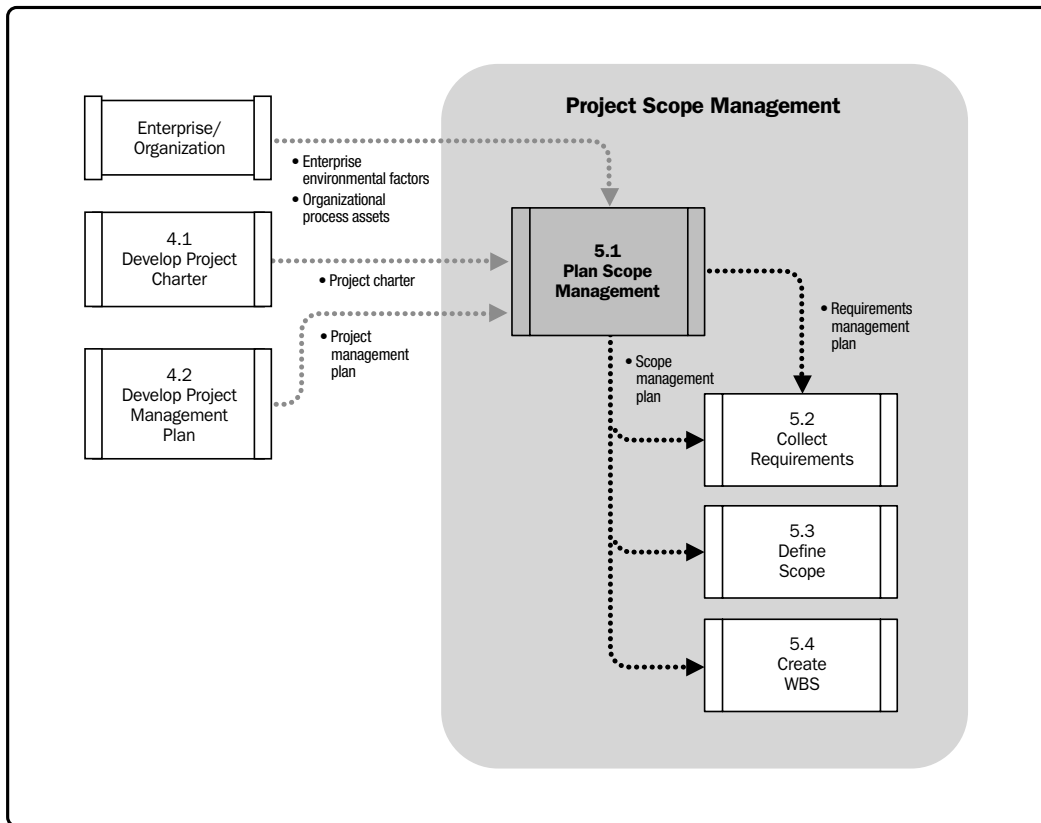 Project Scope Management
Enterprise/
Organization
• Enterprise
environmental factors
• Organizational
process assets
4.1
Develop Project
Charter
• Project charter
5.1
Plan Scope
Management
4.2
Develop Project
Management
Plan
• Project
management
plan
• Requirements
management
plan
• Scope
management
plan
5.2
Collect
Requirements
5.3
Define
Scope
5.4
Create
WBS